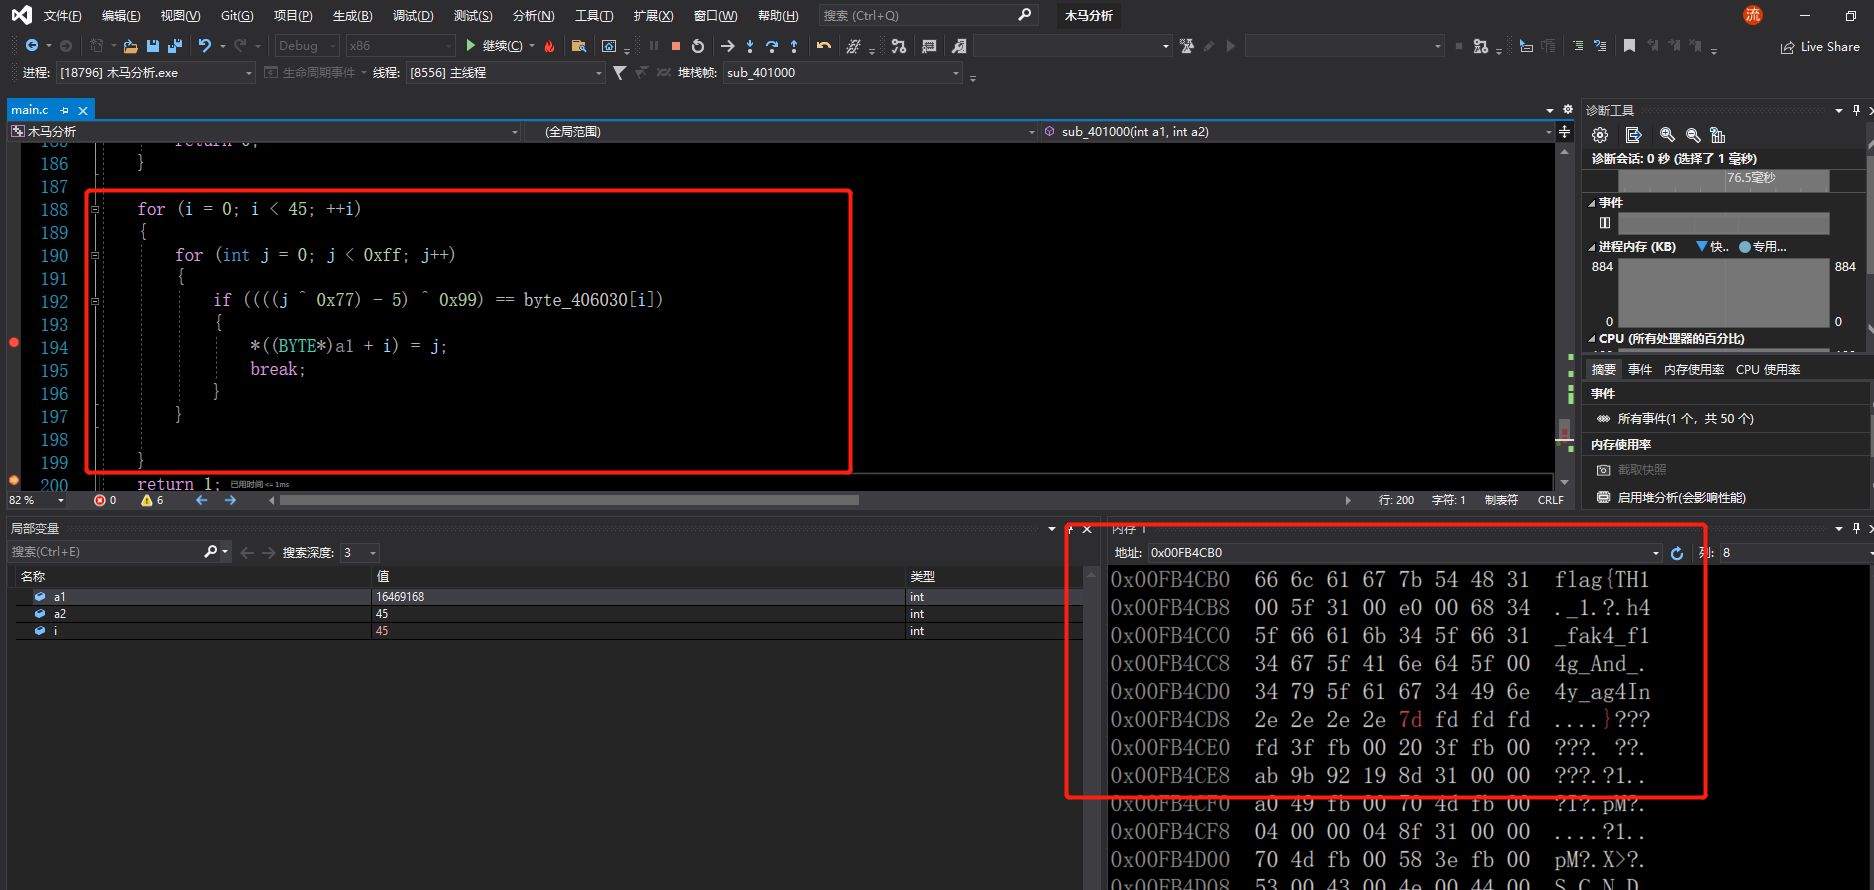 文件(F) 编辑(E) 视图(V) Git(G) 项目(P) 生成(B) 调试(D) 测试(S) 分析(N) 工具(T) 扩展(X) 窗口(W) 帮助(H) 搜索 (Ctrl+Q) 木马分析 流
Debug x86 继续(C) Live Share
进程: [18796] 木马分析.exe 生命周期事件 线程: [8556] 主线程 堆栈帧: sub_401000
main.c
木马分析 (全局范围) sub_401000(int a1, int a2)
186 }
187
188 for (i = 0; i < 45; ++i)
189 {
190 for (int j = 0; j < 0xff; j++)
191 {
192 if ((((j ^ 0x77) - 5) ^ 0x99) == byte_406030[i])
193 {
194 *((BYTE*)a1 + i) = j;
195 break;
196 }
197 }
198
199 }
200 return 1; 已用时间 <= 1ms
82 % 0 6 行: 200 字符: 1 制表符 CRLF
诊断工具
诊断会话: 0 秒 (选择了 1 毫秒)
76.5毫秒
事件
进程内存 (KB) 快.. 专用...
884 884
0 0
CPU (所有处理器的百分比)
摘要 事件 内存使用率 CPU 使用率
事件
所有事件(1 个，共 50 个)
内存使用率
截取快照
启用堆分析(会影响性能)
局部变量
搜索(Ctrl+E) 搜索深度: 3
名称 值 类型
a1 16469168 int
a2 45 int
i 45 int
内存 1
地址: 0x00FB4CB0 列: 8
0x00FB4CB0 66 6c 61 67 7b 54 48 31 flag{TH1
0x00FB4CB8 00 5f 31 00 e0 00 68 34 ._1.?.h4
0x00FB4CC0 5f 66 61 6b 34 5f 66 31 _fak4_f1
0x00FB4CC8 34 67 5f 41 6e 64 5f 00 4g_And_.
0x00FB4CD0 34 79 5f 61 67 34 49 6e 4y_ag4In
0x00FB4CD8 2e 2e 2e 2e 7d fd fd fd ....}???
0x00FB4CE0 fd 3f fb 00 20 3f fb 00 ???. ??.
0x00FB4CE8 ab 9b 92 19 8d 31 00 00 ???.?1..
0x00FB4CF0 a0 49 fb 00 70 4d fb 00 ?I?.pM?.
0x00FB4CF8 04 00 00 04 8f 31 00 00 ....?1..
0x00FB4D00 70 4d fb 00 58 3e fb 00 pM?.X>?.
0x00FB4D08 53 00 43 00 4e 00 44 00 S.C.N.D.